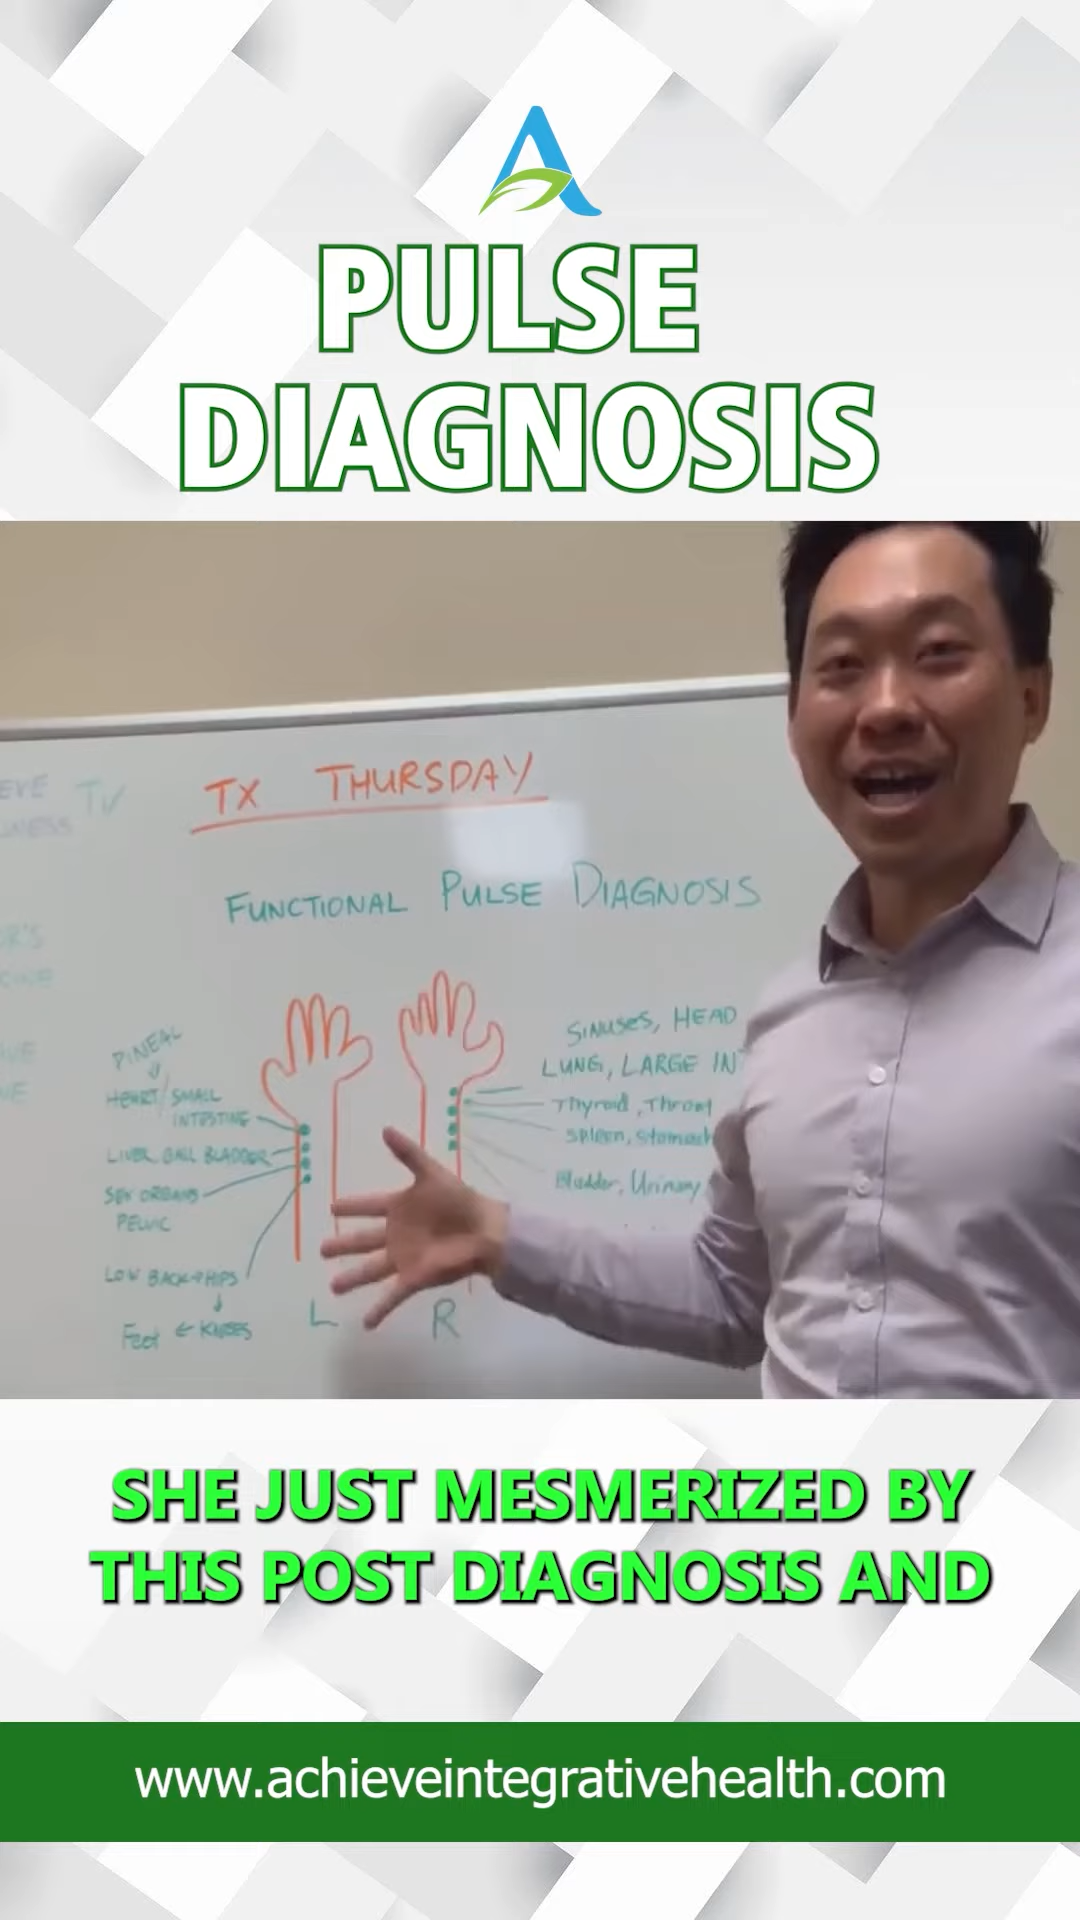 PULSE
DIAGNOSIS
TV
TX THURSDAY
FUNCTIONAL PULSE DIAGNOSIS
PINEAL
HEART/SMALL
INTESTINE
LIVER GALL BLADDER
SEX ORGANS
PELVIC
LOW BACK→HIPS
Feet ← KNEES
L
R
SINUSES, HEAD
LUNG, LARGE INT
Thyroid, Throat
Spleen, Stomach
Bladder, Urinary
SHE JUST MESMERIZED BY
THIS POST DIAGNOSIS AND
www.achieveintegrativehealth.com